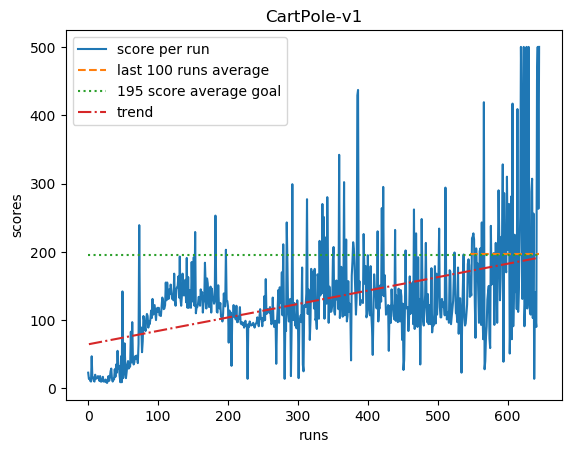 CartPole-v1
score per run
last 100 runs average
195 score average goal
trend
500
400
300
200
100
0
scores
0 100 200 300 400 500 600
runs